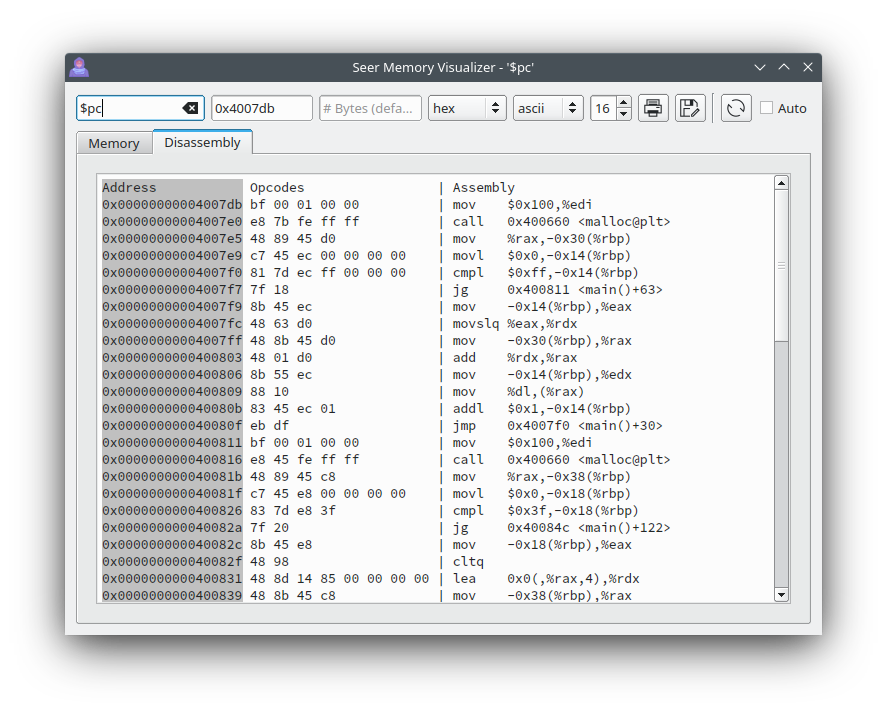 Seer Memory Visualizer - '$pc'
$pc 0x4007db # Bytes (defa... hex ascii 16 Auto
Memory Disassembly
Address Opcodes | Assembly
0x00000000004007db bf 00 01 00 00 | mov $0x100,%edi
0x00000000004007e0 e8 7b fe ff ff | call 0x400660 <malloc@plt>
0x00000000004007e5 48 89 45 d0 | mov %rax,-0x30(%rbp)
0x00000000004007e9 c7 45 ec 00 00 00 00 | movl $0x0,-0x14(%rbp)
0x00000000004007f0 81 7d ec ff 00 00 00 | cmpl $0xff,-0x14(%rbp)
0x00000000004007f7 7f 18 | jg 0x400811 <main()+63>
0x00000000004007f9 8b 45 ec | mov -0x14(%rbp),%eax
0x00000000004007fc 48 63 d0 | movslq %eax,%rdx
0x00000000004007ff 48 8b 45 d0 | mov -0x30(%rbp),%rax
0x0000000000400803 48 01 d0 | add %rdx,%rax
0x0000000000400806 8b 55 ec | mov -0x14(%rbp),%edx
0x0000000000400809 88 10 | mov %dl,(%rax)
0x000000000040080b 83 45 ec 01 | addl $0x1,-0x14(%rbp)
0x000000000040080f eb df | jmp 0x4007f0 <main()+30>
0x0000000000400811 bf 00 01 00 00 | mov $0x100,%edi
0x0000000000400816 e8 45 fe ff ff | call 0x400660 <malloc@plt>
0x000000000040081b 48 89 45 c8 | mov %rax,-0x38(%rbp)
0x000000000040081f c7 45 e8 00 00 00 00 | movl $0x0,-0x18(%rbp)
0x0000000000400826 83 7d e8 3f | cmpl $0x3f,-0x18(%rbp)
0x000000000040082a 7f 20 | jg 0x40084c <main()+122>
0x000000000040082c 8b 45 e8 | mov -0x18(%rbp),%eax
0x000000000040082f 48 98 | cltq
0x0000000000400831 48 8d 14 85 00 00 00 00 | lea 0x0(,%rax,4),%rdx
0x0000000000400839 48 8b 45 c8 | mov -0x38(%rbp),%rax